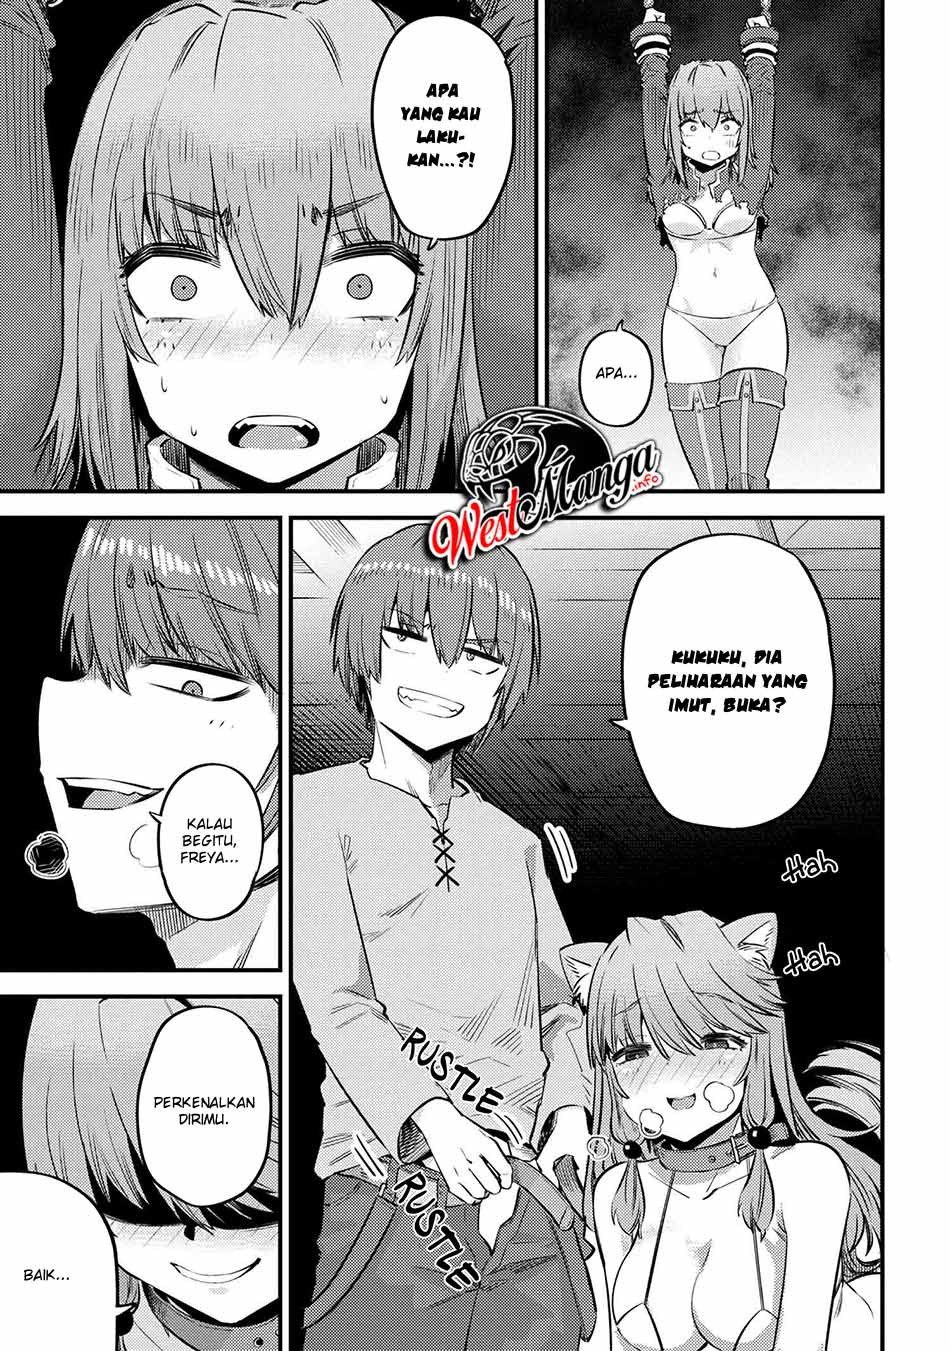 APA...
APA
YANG KAU
LAKU-
KAN...?!
WestManga
.info
KUKUKU, DIA
PELIHARAAN YANG
IMUT, BUKA?
Hah
Hah
RUSTLE
RUSTLE
KALAU
BEGITU,
FREYA...
PERKENALKAN
DIRIMU.
BAIK...